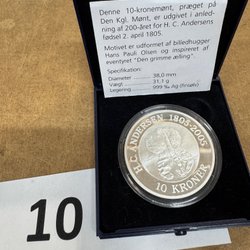 Denne 10-kronemønt, præget på
Den Kgl. Mønt, er udgivet i anled-
ning af 200-året for H. C. Andersens
fødsel 2. april 1805.
Motivet er udformet af billedhugger
Hans Pauli Olsen og inspireret af
eventyret "Den grimme ælling".
Specifikation:
Diameter: 38,0 mm
Vægt: 31,1 g
Legering: 999 ‰ Ag (finsølv)
H.C. ANDERSEN 1805-2005
10 KRONER
10